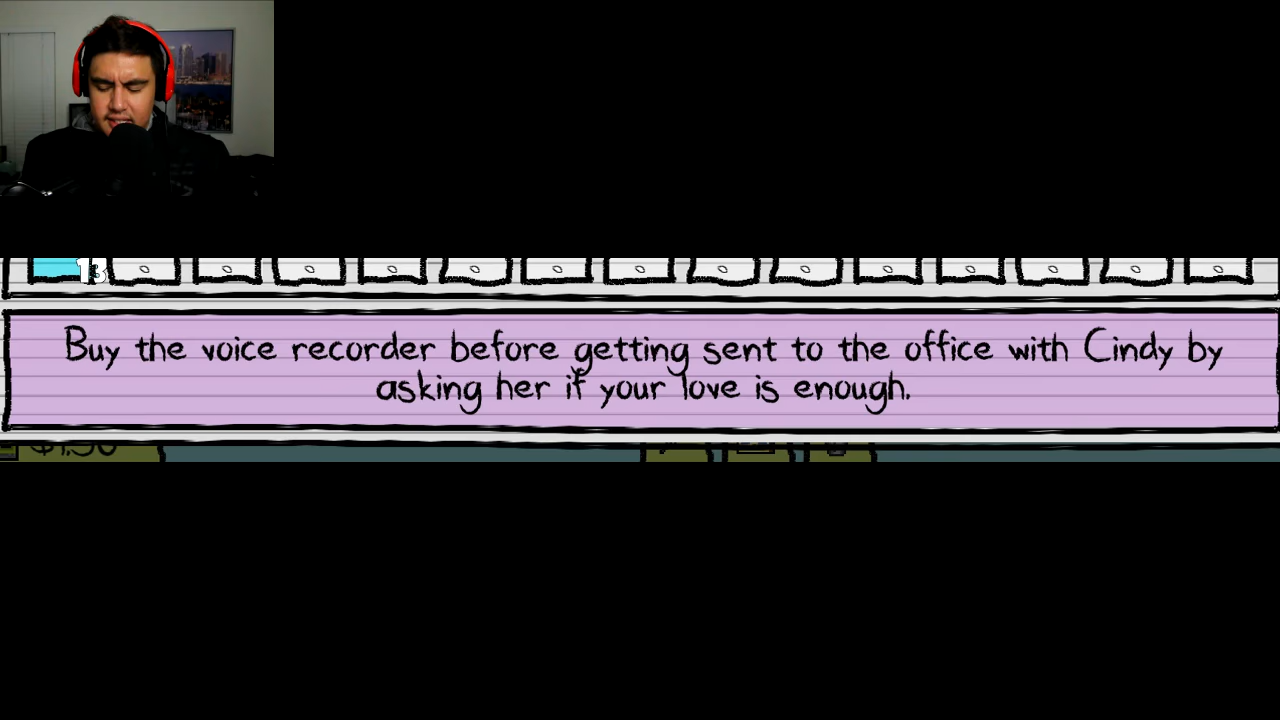 Buy the voice recorder before getting sent to the office with Cindy by
asking her if your love is enough.